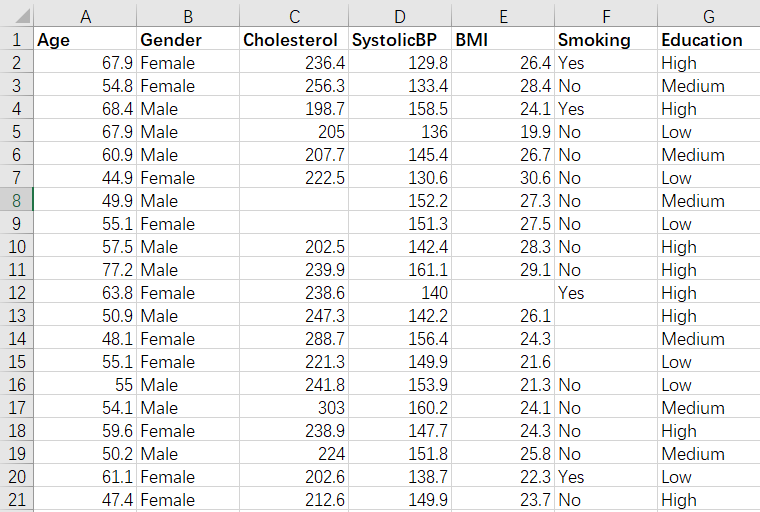 A B C D E F G
1 Age Gender Cholesterol SystolicBP BMI Smoking Education
2 67.9 Female 236.4 129.8 26.4 Yes High
3 54.8 Female 256.3 133.4 28.4 No Medium
4 68.4 Male 198.7 158.5 24.1 Yes High
5 67.9 Male 205 136 19.9 No Low
6 60.9 Male 207.7 145.4 26.7 No Medium
7 44.9 Female 222.5 130.6 30.6 No Low
8 49.9 Male 152.2 27.3 No Medium
9 55.1 Female 151.3 27.5 No Low
10 57.5 Male 202.5 142.4 28.3 No High
11 77.2 Male 239.9 161.1 29.1 No High
12 63.8 Female 238.6 140 Yes High
13 50.9 Male 247.3 142.2 26.1 High
14 48.1 Female 288.7 156.4 24.3 Medium
15 55.1 Female 221.3 149.9 21.6 Low
16 55 Male 241.8 153.9 21.3 No Low
17 54.1 Male 303 160.2 24.1 No Medium
18 59.6 Female 238.9 147.7 24.3 No High
19 50.2 Male 224 151.8 25.8 No Medium
20 61.1 Female 202.6 138.7 22.3 Yes Low
21 47.4 Female 212.6 149.9 23.7 No High